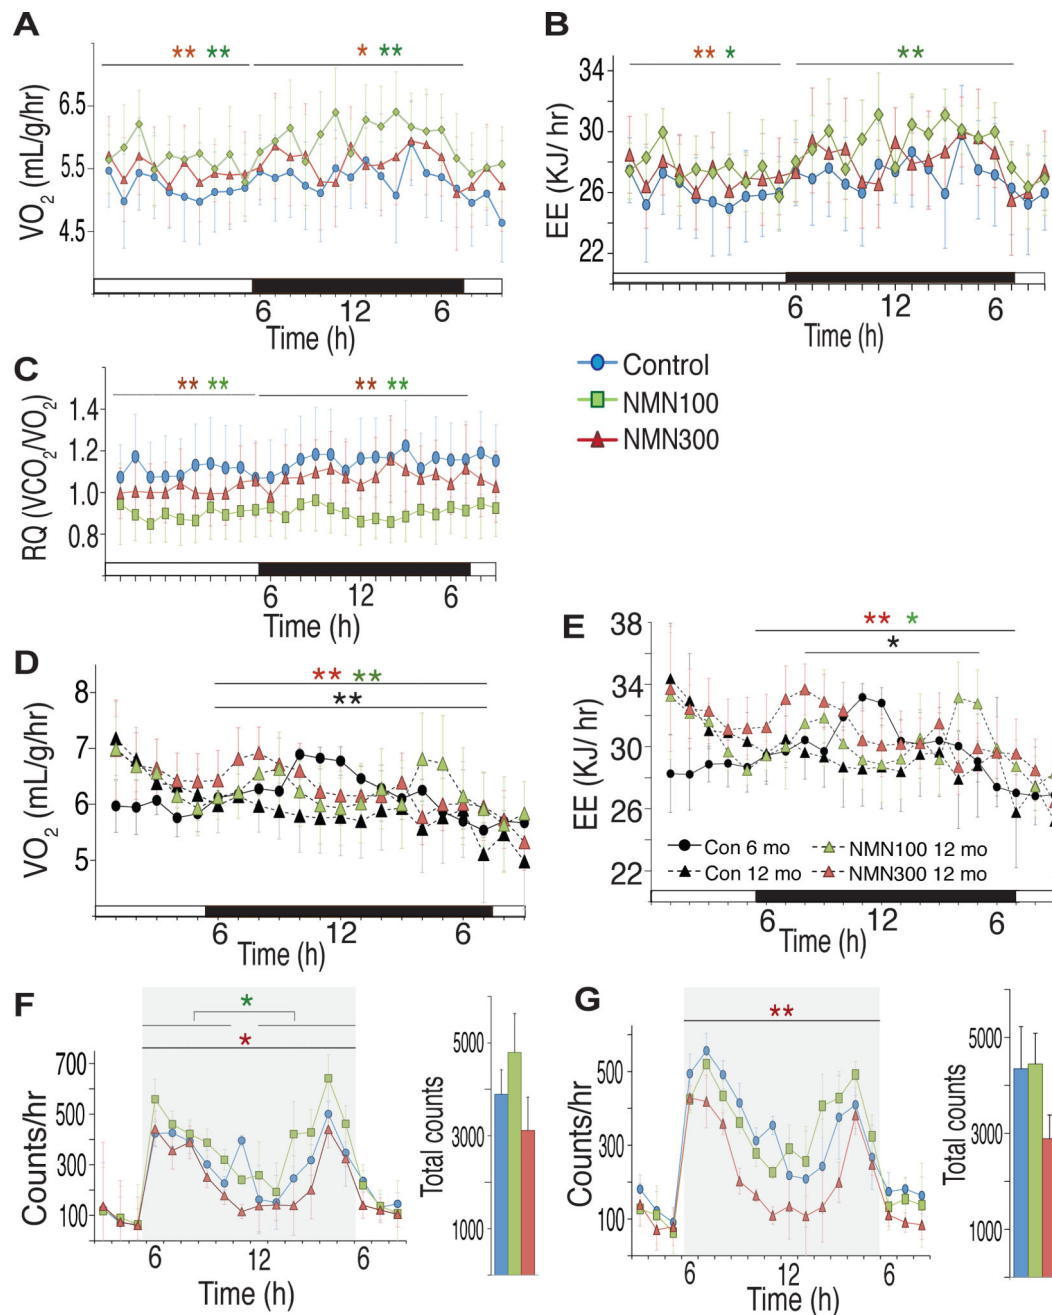 A
** ** * **
VO2 (mL/g/hr)
6.5
5.5
4.5
6 12 6
Time (h)
B
** * **
EE (KJ/ hr)
34
30
26
22
6 12 6
Time (h)
Control
NMN100
NMN300
C
** ** ** **
RQ (VCO2/VO2)
1.4
1.2
1.0
0.8
6 12 6
Time (h)
D
** **
**
VO2 (mL/g/hr)
8
7
6
5
6 12 6
Time (h)
E
** *
*
EE (KJ/ hr)
38
34
30
26
22
Con 6 mo NMN100 12 mo
Con 12 mo NMN300 12 mo
6 12 6
Time (h)
F
*
*
Counts/hr
700
500
300
100
6 12 6
Time (h)
Total counts
5000
3000
1000
G
**
Counts/hr
500
300
100
6 12 6
Time (h)
Total counts
5000
3000
1000